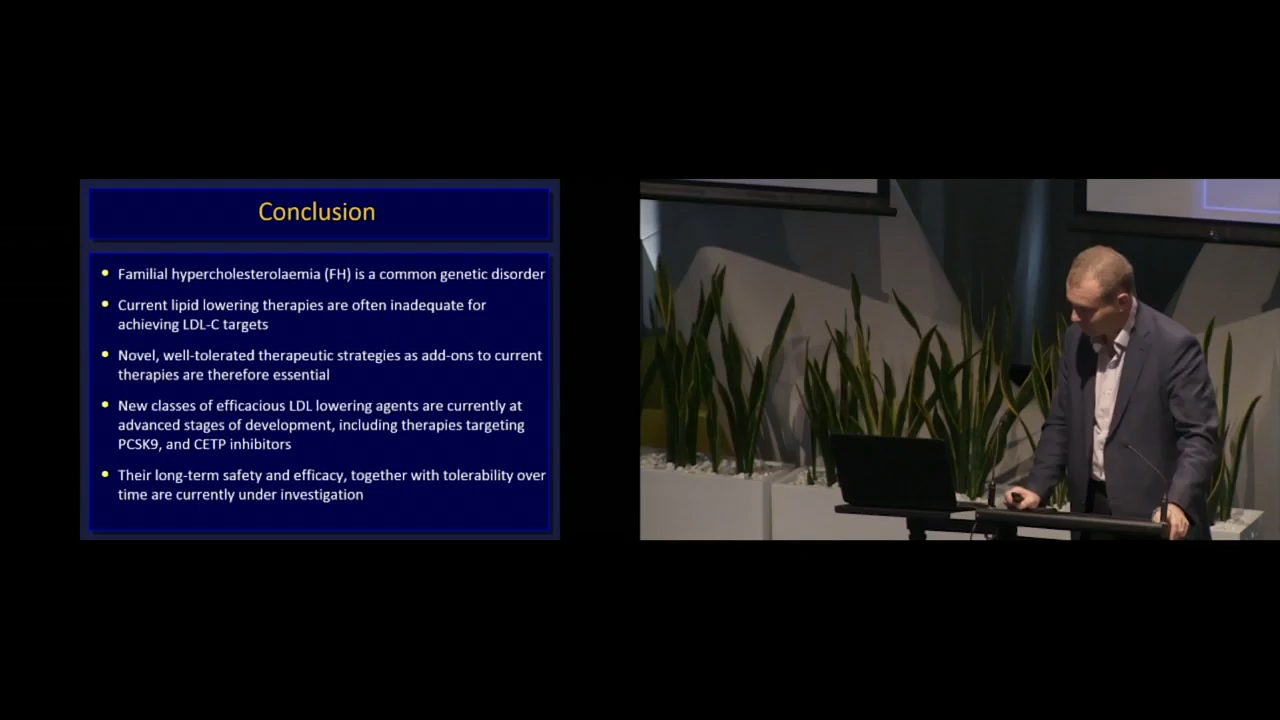 Conclusion
Familial hypercholesterolaemia (FH) is a common genetic disorder
Current lipid lowering therapies are often inadequate for
achieving LDL-C targets
Novel, well-tolerated therapeutic strategies as add-ons to current
therapies are therefore essential
New classes of efficacious LDL lowering agents are currently at
advanced stages of development, including therapies targeting
PCSK9, and CETP inhibitors
Their long-term safety and efficacy, together with tolerability over
time are currently under investigation